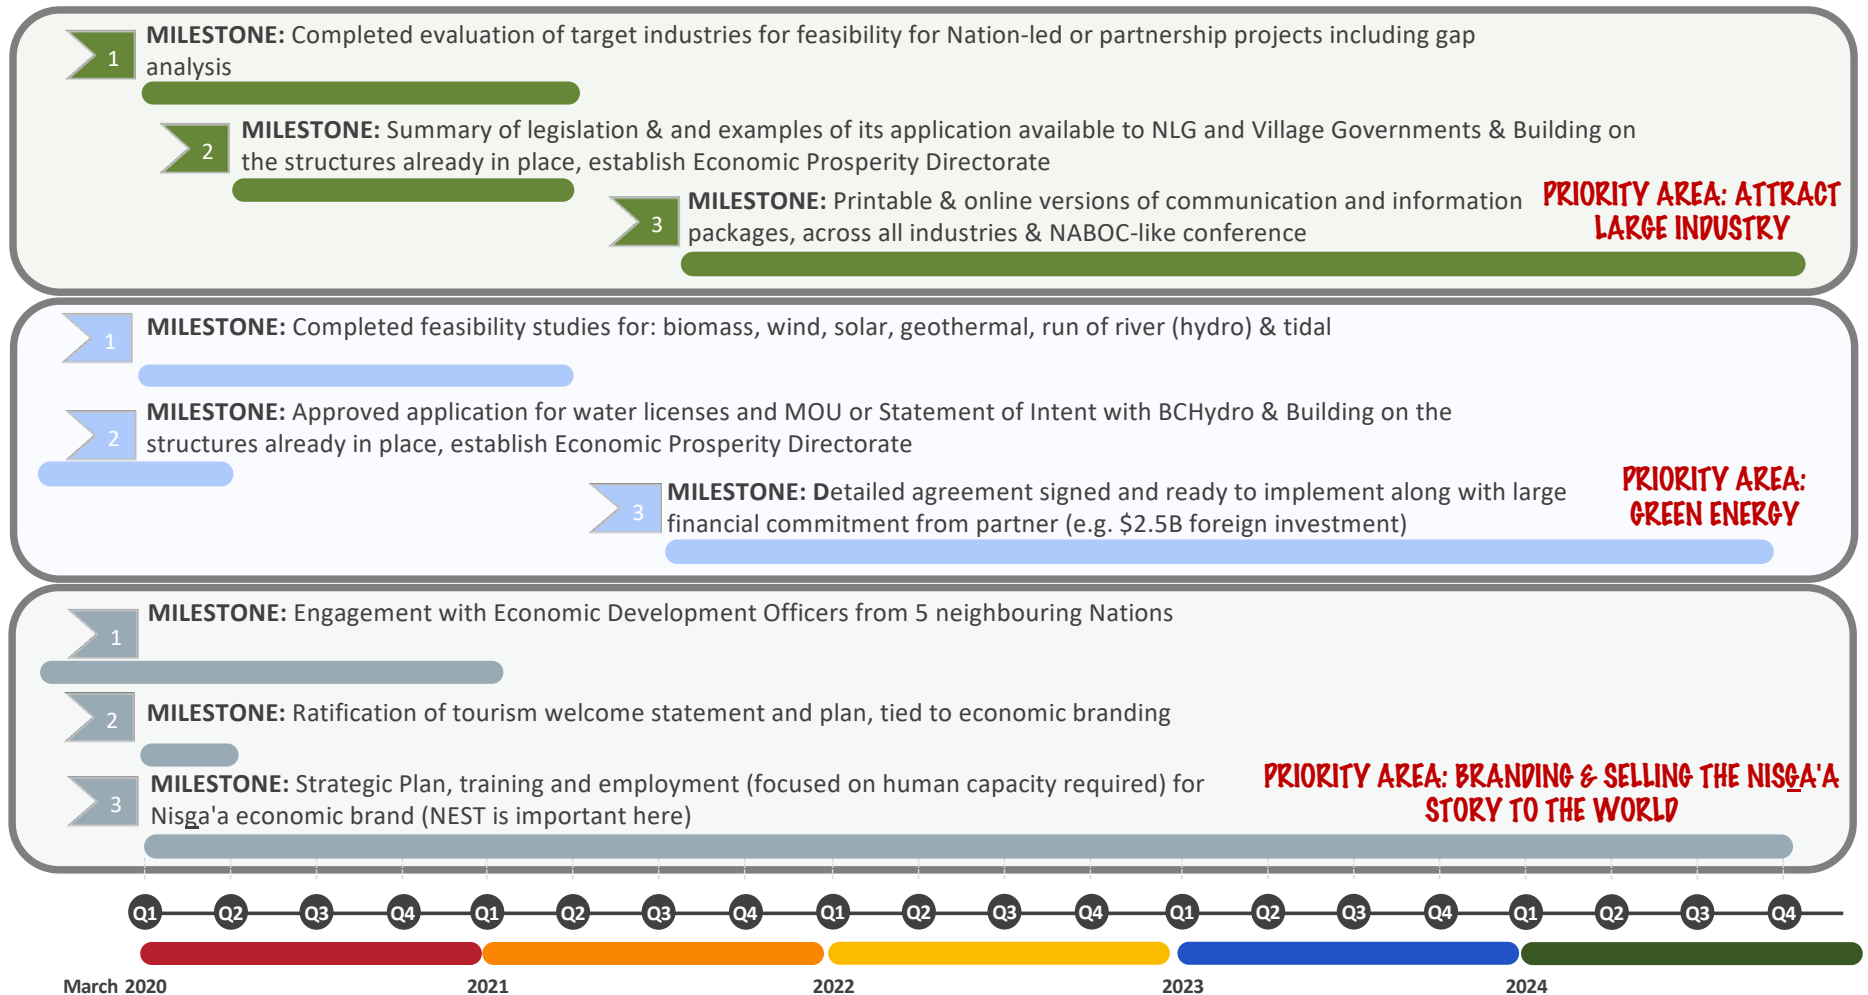 1
MILESTONE: Completed evaluation of target industries for feasibility for Nation-led or partnership projects including gap
analysis
2
MILESTONE: Summary of legislation & and examples of its application available to NLG and Village Governments & Building on
the structures already in place, establish Economic Prosperity Directorate
3
MILESTONE: Printable & online versions of communication and information
packages, across all industries & NABOC-like conference
PRIORITY AREA: ATTRACT
LARGE INDUSTRY
1
MILESTONE: Completed feasibility studies for: biomass, wind, solar, geothermal, run of river (hydro) & tidal
2
MILESTONE: Approved application for water licenses and MOU or Statement of Intent with BCHydro & Building on the
structures already in place, establish Economic Prosperity Directorate
3
MILESTONE: Detailed agreement signed and ready to implement along with large
financial commitment from partner (e.g. $2.5B foreign investment)
PRIORITY AREA:
GREEN ENERGY
1
MILESTONE: Engagement with Economic Development Officers from 5 neighbouring Nations
2
MILESTONE: Ratification of tourism welcome statement and plan, tied to economic branding
3
MILESTONE: Strategic Plan, training and employment (focused on human capacity required) for
Nisg̲a'a economic brand (NEST is important here)
PRIORITY AREA: BRANDING & SELLING THE NISG̲A'A
STORY TO THE WORLD
Q1 Q2 Q3 Q4 Q1 Q2 Q3 Q4 Q1 Q2 Q3 Q4 Q1 Q2 Q3 Q4 Q1 Q2 Q3 Q4
March 2020 2021 2022 2023 2024